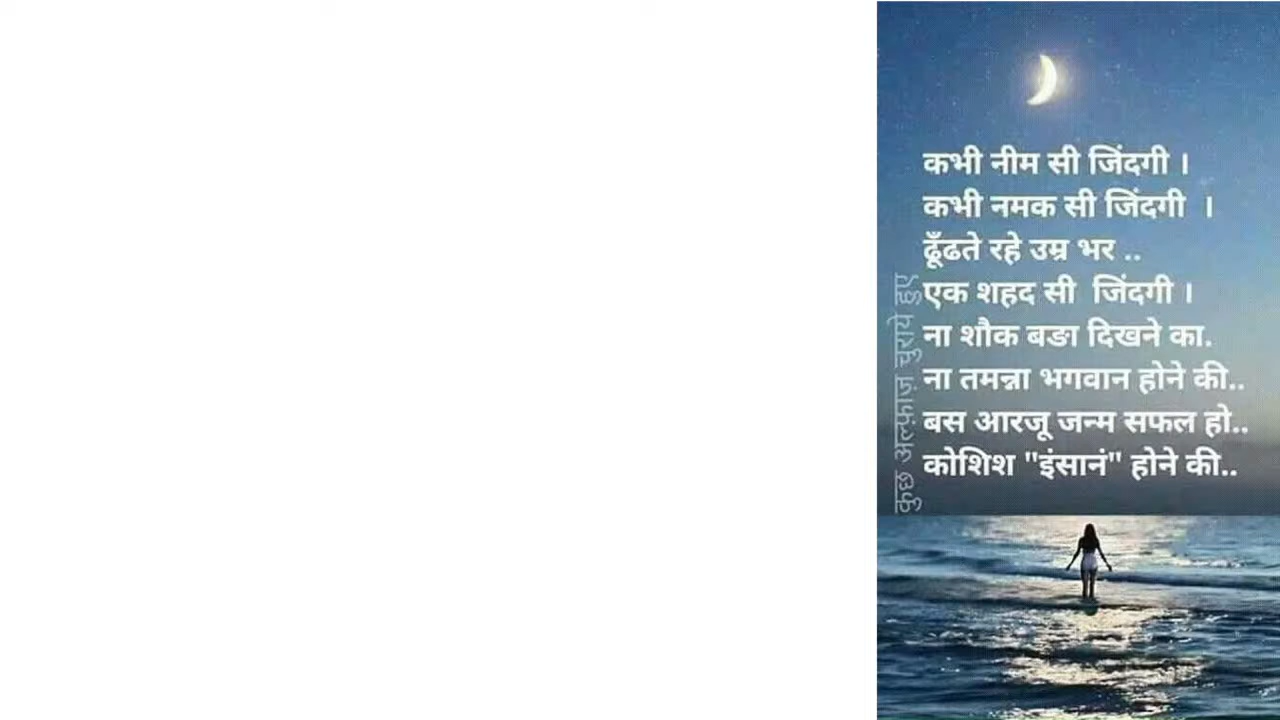 कभी नीम सी जिंदगी ।
कभी नमक सी जिंदगी ।
ढूँढते रहे उम्र भर ..
एक शहद सी जिंदगी ।
ना शौक बङा दिखने का.
ना तमन्ना भगवान होने की..
बस आरजू जन्म सफल हो..
कोशिश "इंसानं" होने की..
कुछ अल्फ़ाज़ चुराये हुए